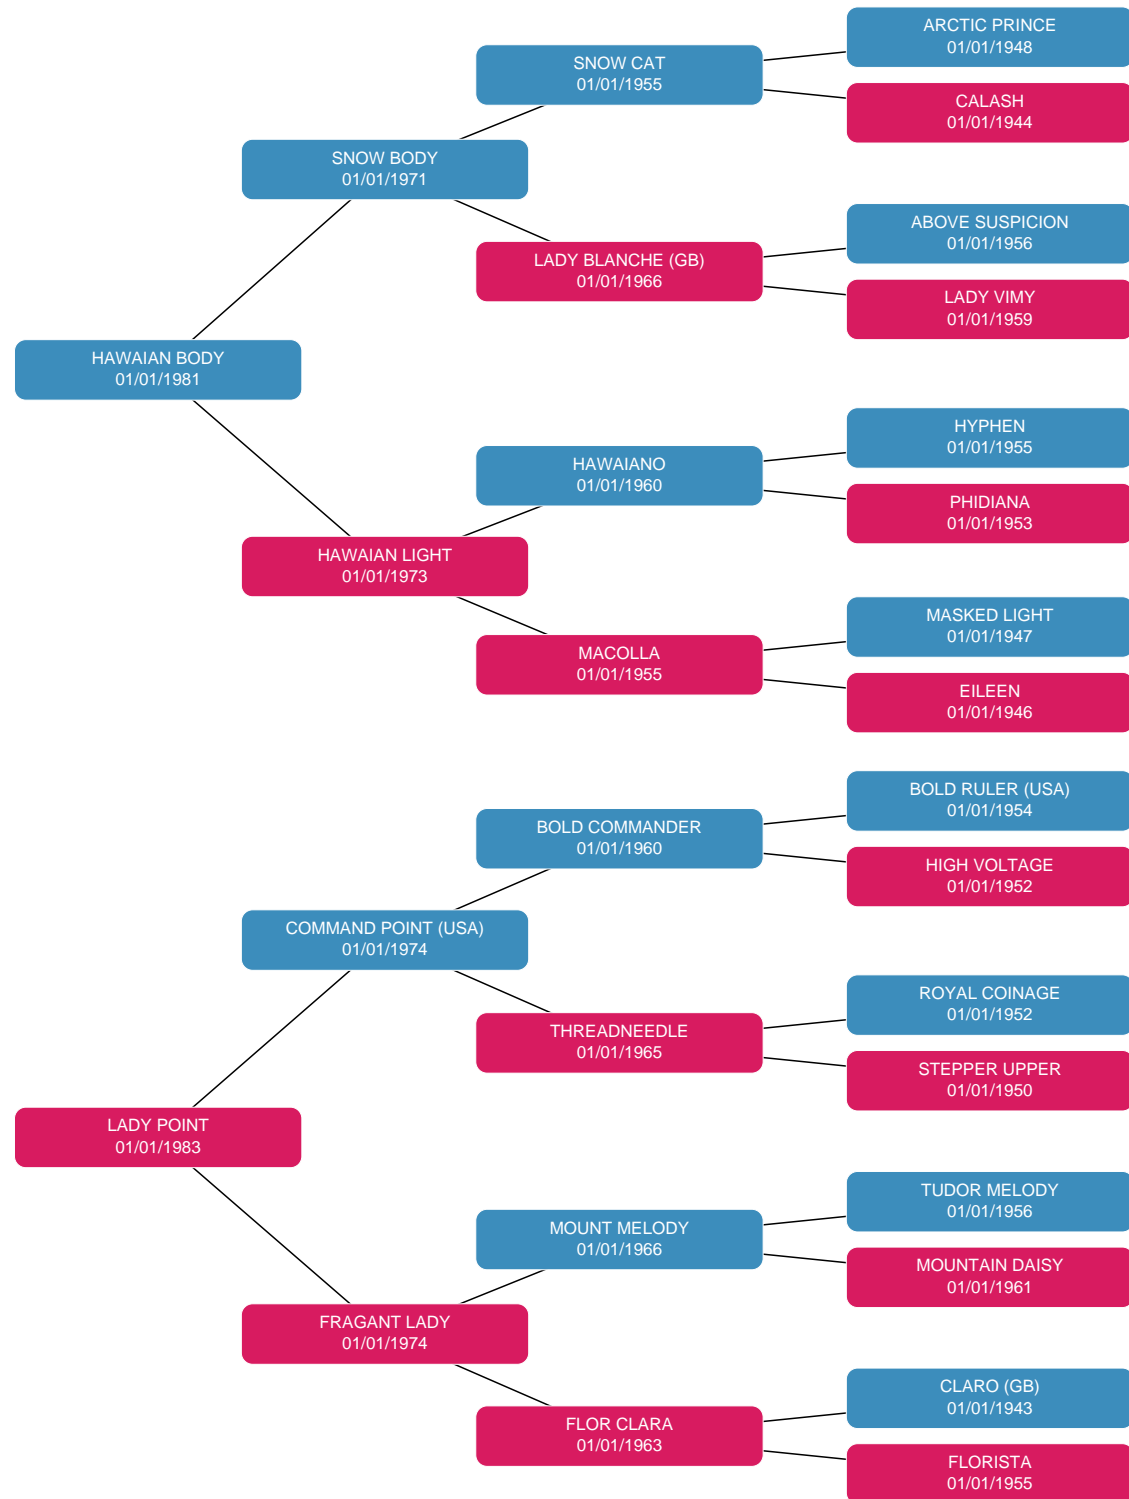 ARCTIC PRINCE
01/01/1948
SNOW CAT
01/01/1955
CALASH
01/01/1944
SNOW BODY
01/01/1971
ABOVE SUSPICION
01/01/1956
LADY BLANCHE (GB)
01/01/1966
LADY VIMY
01/01/1959
HAWAIAN BODY
01/01/1981
HYPHEN
01/01/1955
HAWAIANO
01/01/1960
PHIDIANA
01/01/1953
HAWAIAN LIGHT
01/01/1973
MASKED LIGHT
01/01/1947
MACOLLA
01/01/1955
EILEEN
01/01/1946
BOLD RULER (USA)
01/01/1954
BOLD COMMANDER
01/01/1960
HIGH VOLTAGE
01/01/1952
COMMAND POINT (USA)
01/01/1974
ROYAL COINAGE
01/01/1952
THREADNEEDLE
01/01/1965
STEPPER UPPER
01/01/1950
LADY POINT
01/01/1983
TUDOR MELODY
01/01/1956
MOUNT MELODY
01/01/1966
MOUNTAIN DAISY
01/01/1961
FRAGANT LADY
01/01/1974
CLARO (GB)
01/01/1943
FLOR CLARA
01/01/1963
FLORISTA
01/01/1955